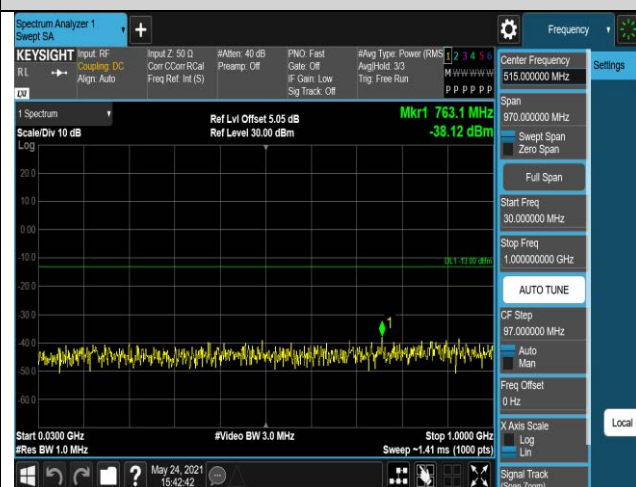 Spectrum Analyzer 1
Swept SA
+
Frequency
KEYSIGHT
RL
LXI
Input: RF
Coupling: DC
Align: Auto
Input Z: 50 Ω
Corr CCorr RCal
Freq Ref: Int (S)
#Atten: 40 dB
Preamp: Off
PNO: Fast
Gate: Off
IF Gain: Low
Sig Track: Off
#Avg Type: Power (RMS
Avg|Hold: 3/3
Trig: Free Run
1 2 3 4 5 6
M W W W W W
P P P P P P
1 Spectrum
Scale/Div 10 dB
Log
Ref Lvl Offset 5.05 dB
Ref Level 30.00 dBm
Mkr1 763.1 MHz
-38.12 dBm
20.0
10.0
0.00
-10.0
-20.0
-30.0
-40.0
-50.0
-60.0
DL1 -13.00 dBm
1
Start 0.0300 GHz
#Res BW 1.0 MHz
#Video BW 3.0 MHz
Stop 1.0000 GHz
Sweep ~1.41 ms (1000 pts)
May 24, 2021
15:42:42
?
Center Frequency
515.000000 MHz
Span
970.000000 MHz
Swept Span
Zero Span
Full Span
Start Freq
30.000000 MHz
Stop Freq
1.000000000 GHz
AUTO TUNE
CF Step
97.000000 MHz
Auto
Man
Freq Offset
0 Hz
X Axis Scale
Log
Lin
Signal Track
(Span Zoom)
Settings
Local